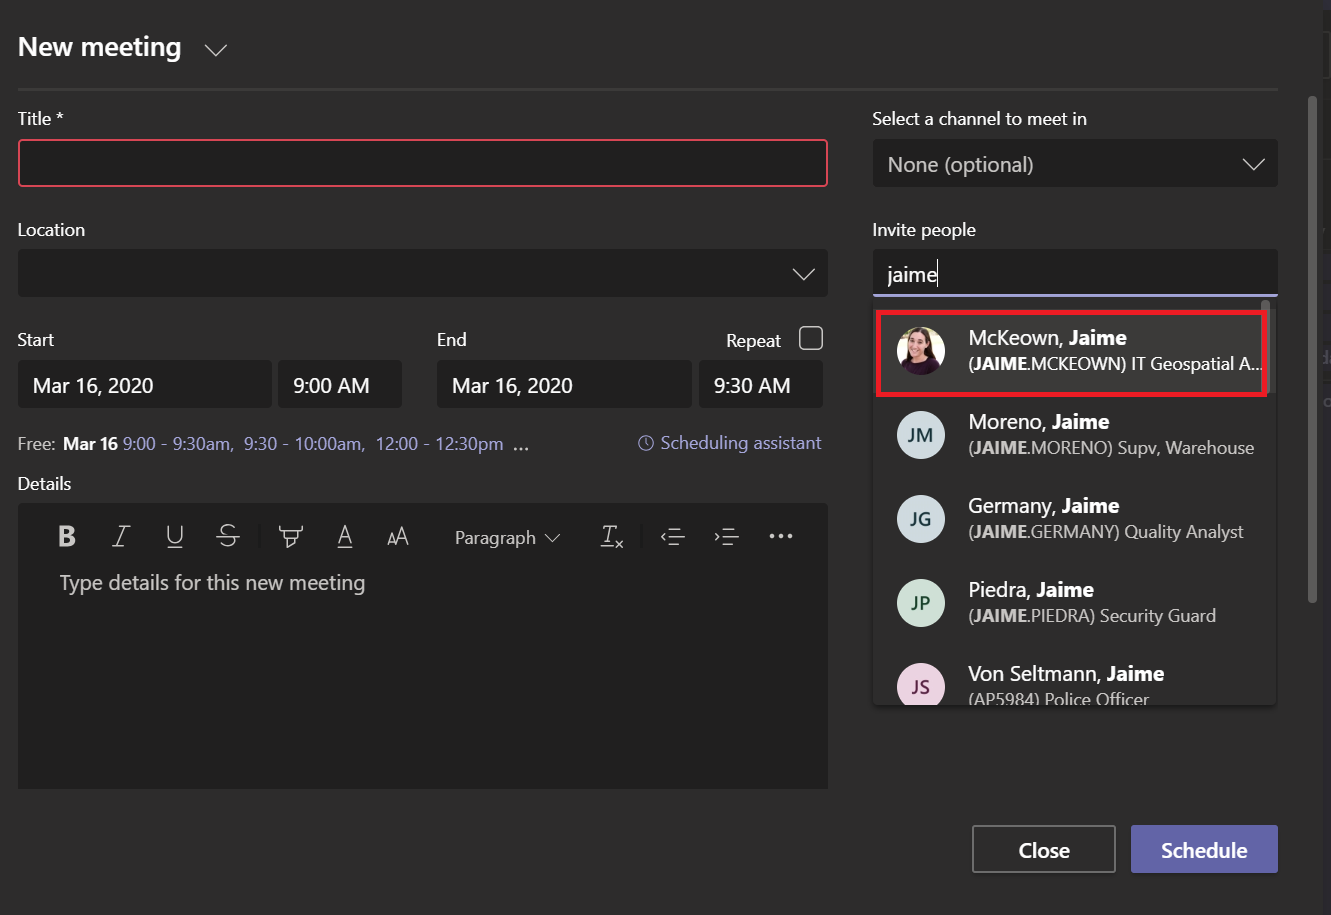 New meeting
Title *
Select a channel to meet in
None (optional)
Location
Invite people
jaime
Start
End
Repeat
Mar 16, 2020
9:00 AM
Mar 16, 2020
9:30 AM
Free: Mar 16 9:00 - 9:30am, 9:30 - 10:00am, 12:00 - 12:30pm ...
Scheduling assistant
Details
B I U S A AA Paragraph Tx ...
Type details for this new meeting
McKeown, Jaime
(JAIME.MCKEOWN) IT Geospatial A...
JM
Moreno, Jaime
(JAIME.MORENO) Supv, Warehouse
JG
Germany, Jaime
(JAIME.GERMANY) Quality Analyst
JP
Piedra, Jaime
(JAIME.PIEDRA) Security Guard
JS
Von Seltmann, Jaime
(AP5984) Police Officer
Close
Schedule